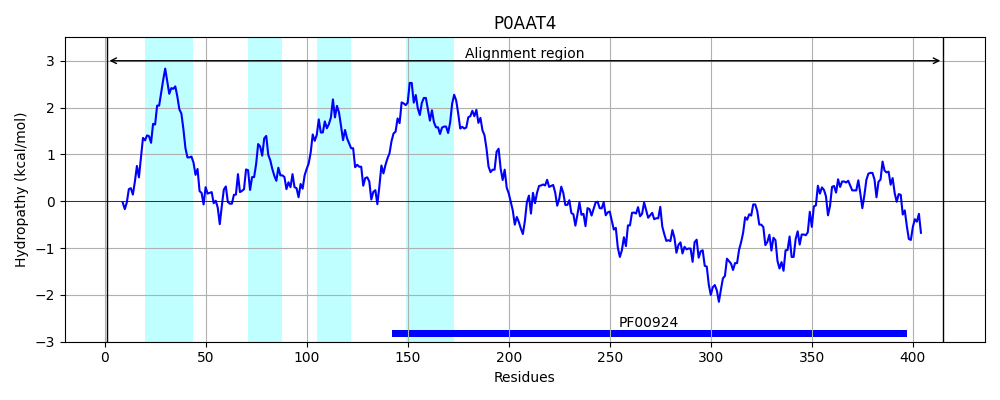 P0AAT4
Alignment region
3
2
1
0
−1
−2
−3
Hydropathy (kcal/mol)
PF00924
0 50 100 150 200 250 300 350 400
Residues